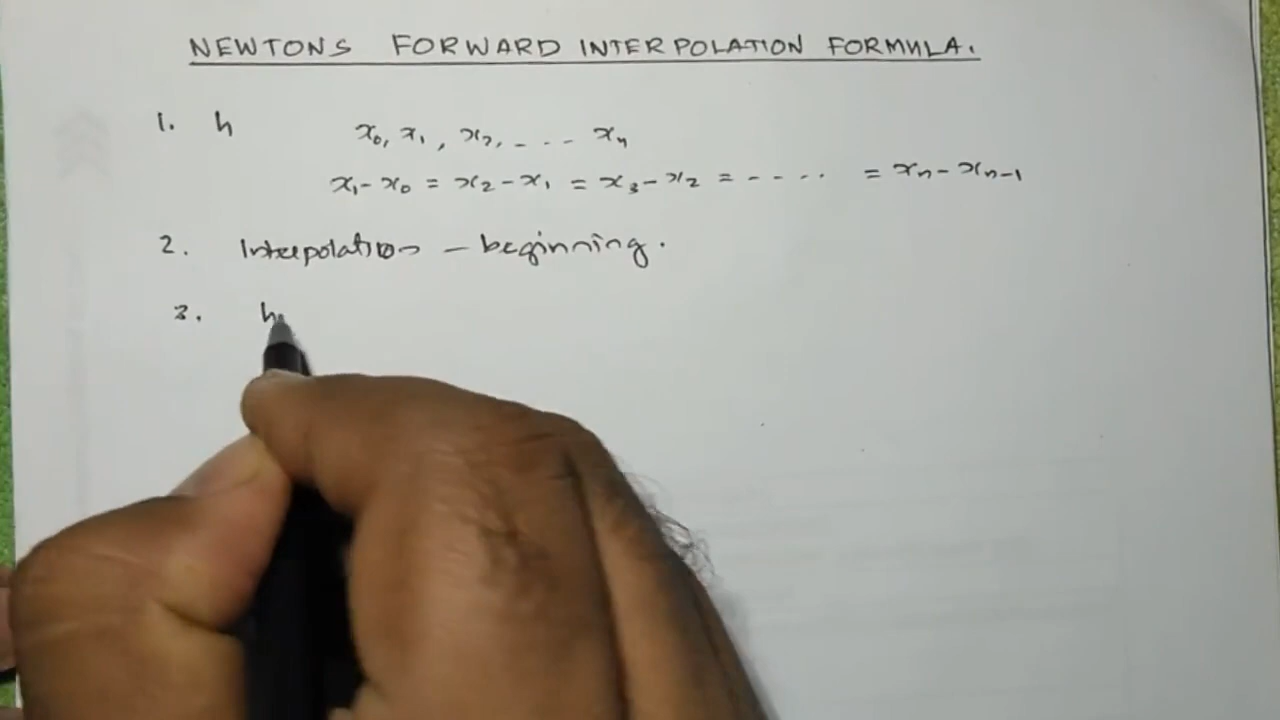 NEWTONS FORWARD INTERPOLATION FORMULA.
1. h x₀, x₁, x₂, - - - - xₙ
x₁ - x₀ = x₂ - x₁ = x₃ - x₂ = - - - - . . = xₙ - xₙ₋₁
2. Interpolation - beginning.
3. h